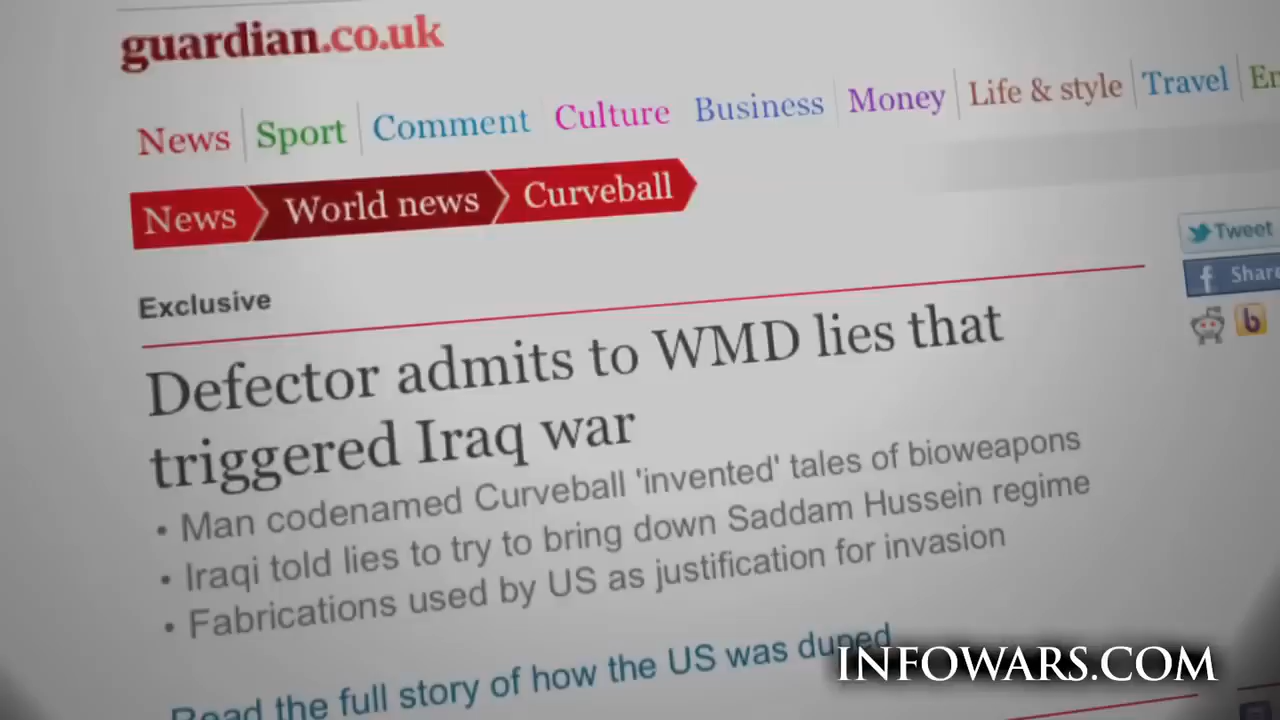 guardian.co.uk
News Sport Comment Culture Business Money Life & style Travel
News World news Curveball
Tweet
Share
Exclusive
Defector admits to WMD lies that
triggered Iraq war
• Man codenamed Curveball 'invented' tales of bioweapons
• Iraqi told lies to try to bring down Saddam Hussein regime
• Fabrications used by US as justification for invasion
Read the full story of how the US was duped
INFOWARS.COM